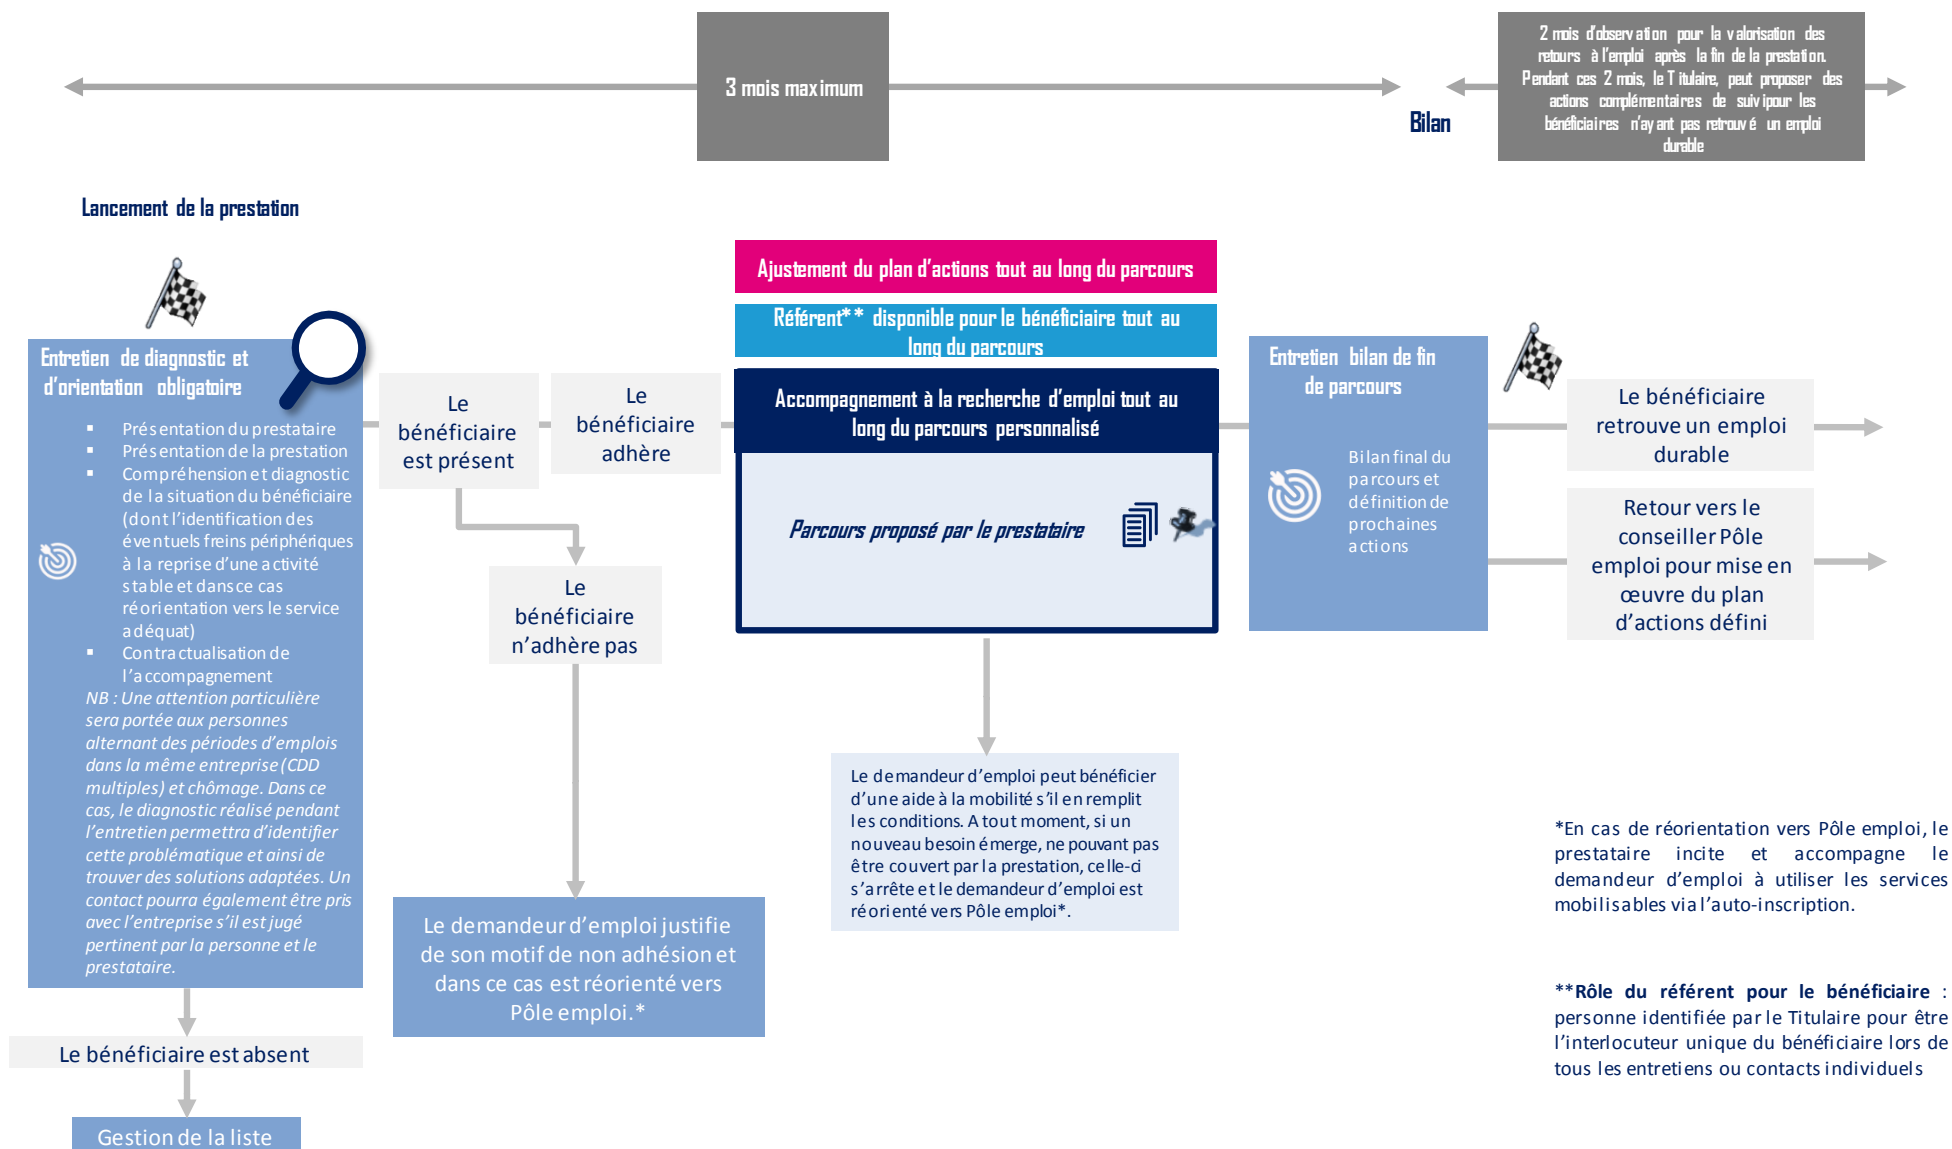 3 mois maximum
2 mois d'observation pour la valorisation des
retours à l'emploi après la fin de la prestation.
Pendant ces 2 mois, le Titulaire, peut proposer des
actions complémentaires de suivipour les
bénéficiaires n'ayant pas retrouvé un emploi
durable
Bilan
Lancement de la prestation
Ajustement du plan d'actions tout au long du parcours
Référent** disponible pour le bénéficiaire tout au
long du parcours
Entretien de diagnostic et
d'orientation obligatoire
▪ Présentation du prestataire
▪ Présentation de la prestation
▪ Compréhension et diagnostic
de la situation du bénéficiaire
(dont l'identification des
éventuels freins périphériques
à la reprise d'une activité
stable et dans ce cas
réorientation vers le service
adéquat)
▪ Contractualisation de
l'accompagnement
NB : Une attention particulière
sera portée aux personnes
alternant des périodes d'emplois
dans la même entreprise (CDD
multiples) et chômage. Dans ce
cas, le diagnostic réalisé pendant
l'entretien permettra d'identifier
cette problématique et ainsi de
trouver des solutions adaptées. Un
contact pourra également être pris
avec l'entreprise s'il est jugé
pertinent par la personne et le
prestataire.
Le
bénéficiaire
est présent
Le
bénéficiaire
adhère
Accompagnement à la recherche d'emploi tout au
long du parcours personnalisé
Parcours proposé par le prestataire
Entretien bilan de fin
de parcours
Bilan final du
parcours et
définition de
prochaines
actions
Le bénéficiaire
retrouve un emploi
durable
Retour vers le
conseiller Pôle
emploi pour mise en
œuvre du plan
d'actions défini
Le
bénéficiaire
n'adhère pas
Le demandeur d'emploi peut bénéficier
d'une aide à la mobilité s'il en remplit
les conditions. A tout moment, si un
nouveau besoin émerge, ne pouvant pas
être couvert par la prestation, celle-ci
s'arrête et le demandeur d'emploi est
réorienté vers Pôle emploi*.
Le demandeur d'emploi justifie
de son motif de non adhésion et
dans ce cas est réorienté vers
Pôle emploi.*
*En cas de réorientation vers Pôle emploi, le
prestataire incite et accompagne le
demandeur d'emploi à utiliser les services
mobilisables via l'auto-inscription.
**Rôle du référent pour le bénéficiaire :
personne identifiée par le Titulaire pour être
l'interlocuteur unique du bénéficiaire lors de
tous les entretiens ou contacts individuels
Le bénéficiaire est absent
Gestion de la liste